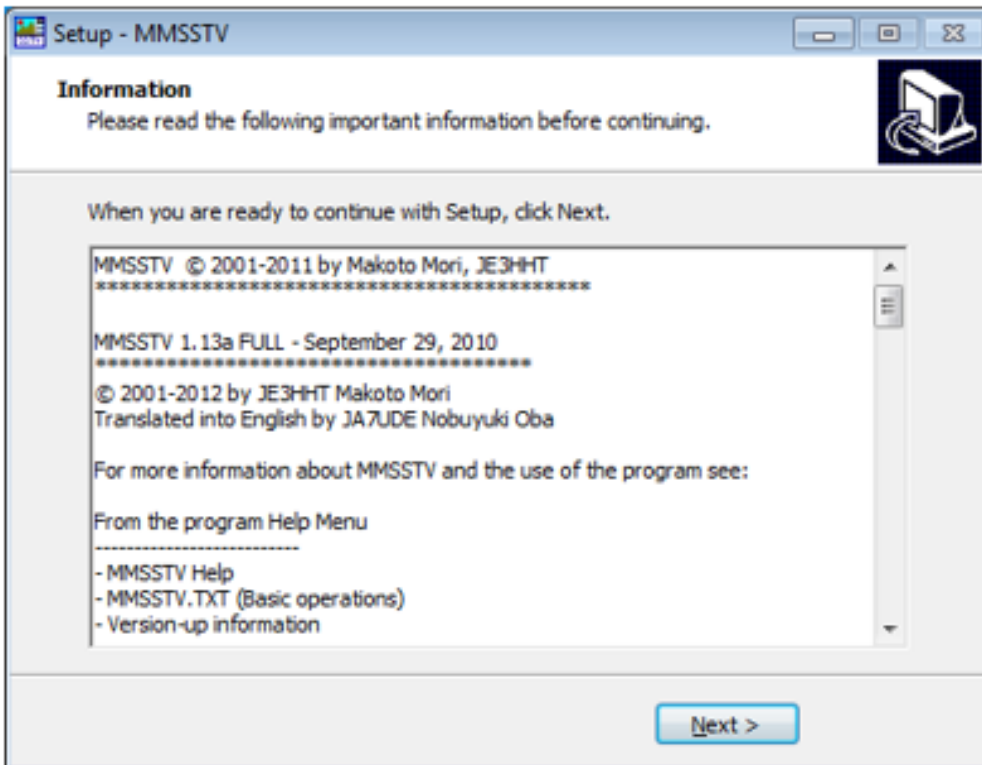 Setup - MMSSTV
Information
Please read the following important information before continuing.
When you are ready to continue with Setup, click Next.
MMSSTV © 2001-2011 by Makoto Mori, JE3HHT
******************************************
MMSSTV 1.13a FULL - September 29, 2010
*************************************
© 2001-2012 by JE3HHT Makoto Mori
Translated into English by JA7UDE Nobuyuki Oba
For more information about MMSSTV and the use of the program see:
From the program Help Menu
--------------------------
- MMSSTV Help
- MMSSTV.TXT (Basic operations)
- Version-up information
Next >